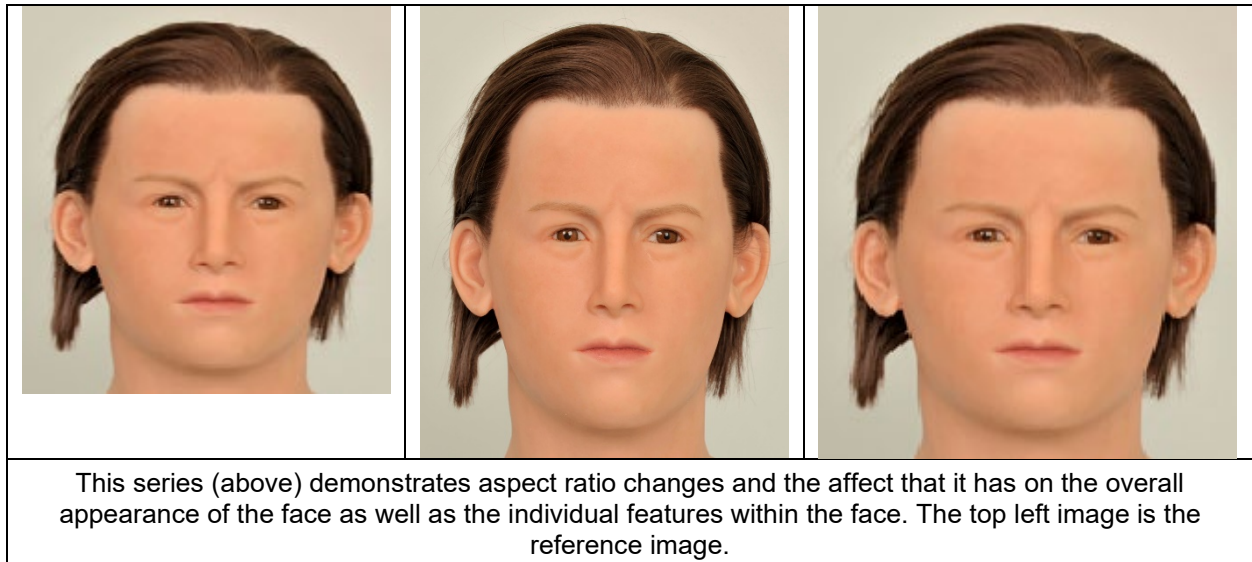 This series (above) demonstrates aspect ratio changes and the affect that it has on the overall
appearance of the face as well as the individual features within the face. The top left image is the
reference image.